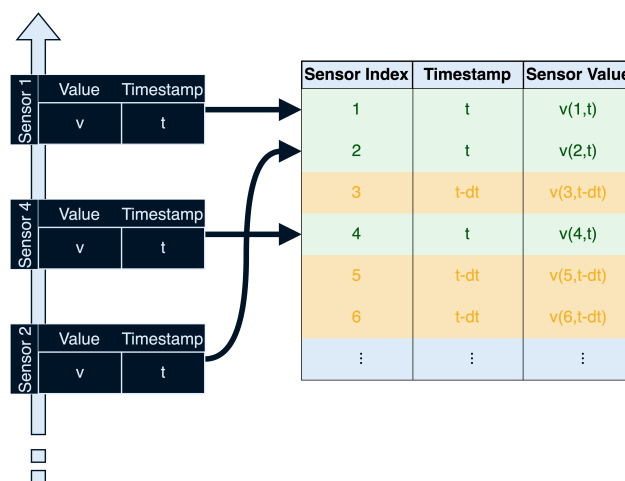 Sensor 1
Value Timestamp
v t
Sensor 4
Value Timestamp
v t
Sensor 2
Value Timestamp
v t
Sensor Index Timestamp Sensor Value
1 t v(1,t)
2 t v(2,t)
3 t-dt v(3,t-dt)
4 t v(4,t)
5 t-dt v(5,t-dt)
6 t-dt v(6,t-dt)
⋮ ⋮ ⋮